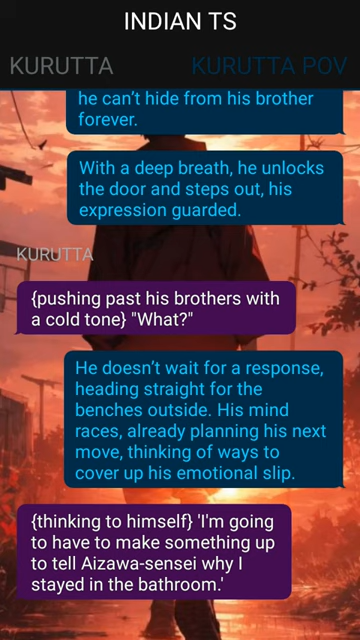 INDIAN TS
KURUTTA
KURUTTA POV
he can't hide from his brother
forever.
With a deep breath, he unlocks
the door and steps out, his
expression guarded.
KURUTTA
{pushing past his brothers with
a cold tone} "What?"
He doesn't wait for a response,
heading straight for the
benches outside. His mind
races, already planning his next
move, thinking of ways to
cover up his emotional slip.
{thinking to himself} 'I'm going
to have to make something up
to tell Aizawa-sensei why I
stayed in the bathroom.'